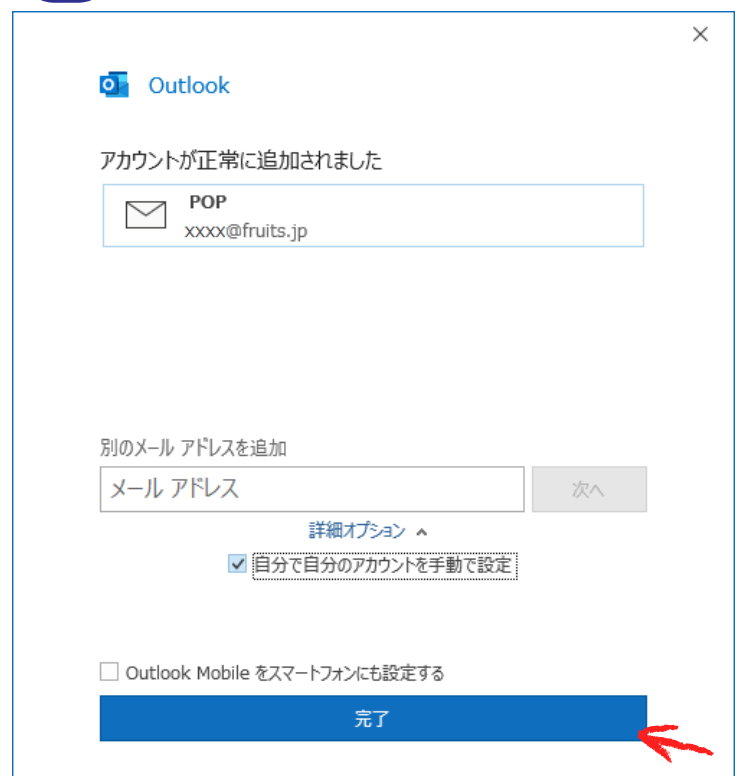 Outlook
アカウントが正常に追加されました
POP
xxxx@fruits.jp
別のメール アドレスを追加
メール アドレス
次へ
詳細オプション
自分で自分のアカウントを手動で設定
Outlook Mobile をスマートフォンにも設定する
完了